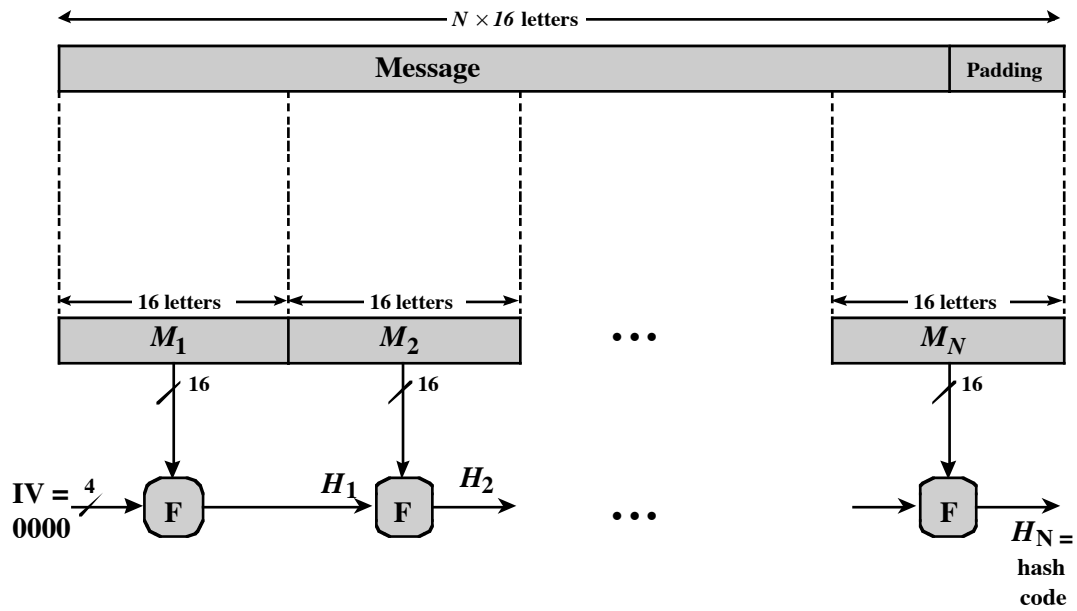 N × 16 letters
Message
Padding
16 letters
16 letters
16 letters
M1
M2
• • •
MN
16
16
16
IV =
0000
4
F
H1
F
H2
• • •
F
HN =
hash
code